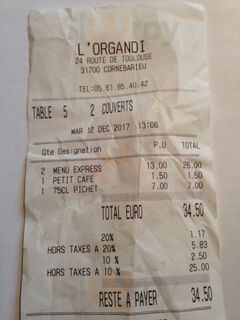 L'ORGANDI
24 ROUTE DE TOULOUSE
31700 CORNEBARIEU
TEL:05.61.85.40.42
TABLE 5 2 COUVERTS
MAR 12 DEC 2017 13:06
Qte Designation P.U TOTAL
2 MENU EXPRESS 13.00 26.00
1 PETIT CAFE 1.50 1.50
1 75CL PICHET 7.00 7.00
TOTAL EURO 34.50
20% 1.17
HORS TAXES A 20% 5.83
10 % 2.50
HORS TAXES A 10 % 25.00
RESTE A PAYER 34.50